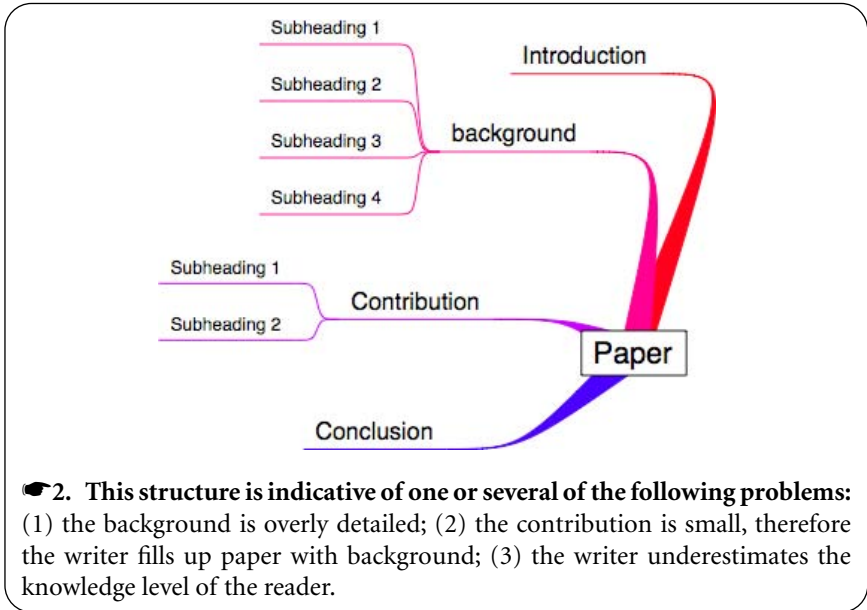 Subheading 1
Introduction
Subheading 2
background
Subheading 3
Subheading 4
Subheading 1
Contribution
Subheading 2
Paper
Conclusion
☛2. This structure is indicative of one or several of the following problems:
(1) the background is overly detailed; (2) the contribution is small, therefore
the writer fills up paper with background; (3) the writer underestimates the
knowledge level of the reader.